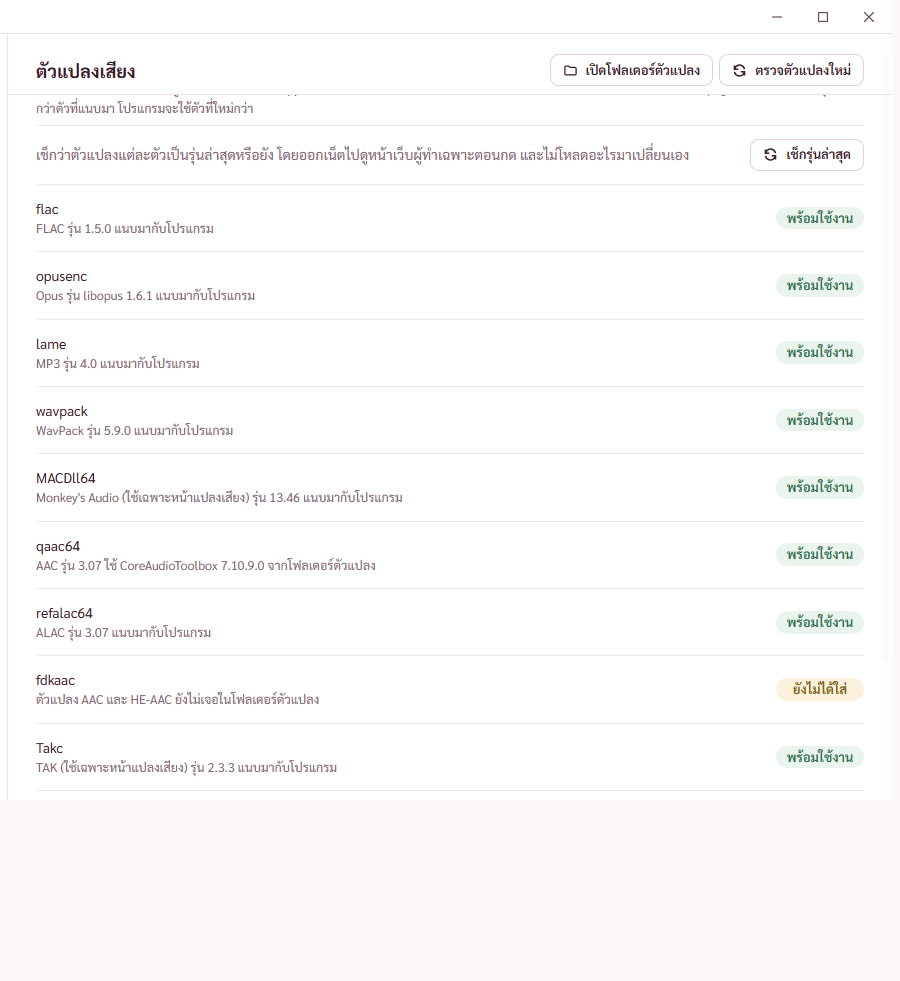 ตัวแปลงเสียง
เปิดโฟลเดอร์ตัวแปลง
ตรวจตัวแปลงใหม่
กว่าตัวที่แนบมา โปรแกรมจะใช้ตัวที่ใหม่กว่า
เช็กว่าตัวแปลงแต่ละตัวเป็นรุ่นล่าสุดหรือยัง โดยออกเน็ตไปดูหน้าเว็บผู้ทำเฉพาะตอนกด และไม่โหลดอะไรมาเปลี่ยนเอง
เช็กรุ่นล่าสุด
flac
FLAC รุ่น 1.5.0 แนบมากับโปรแกรม
พร้อมใช้งาน
opusenc
Opus รุ่น libopus 1.6.1 แนบมากับโปรแกรม
พร้อมใช้งาน
lame
MP3 รุ่น 4.0 แนบมากับโปรแกรม
พร้อมใช้งาน
wavpack
WavPack รุ่น 5.9.0 แนบมากับโปรแกรม
พร้อมใช้งาน
MACDll64
Monkey's Audio (ใช้เฉพาะหน้าแปลงเสียง) รุ่น 13.46 แนบมากับโปรแกรม
พร้อมใช้งาน
qaac64
AAC รุ่น 3.07 ใช้ CoreAudioToolbox 7.10.9.0 จากโฟลเดอร์ตัวแปลง
พร้อมใช้งาน
refalac64
ALAC รุ่น 3.07 แนบมากับโปรแกรม
พร้อมใช้งาน
fdkaac
ตัวแปลง AAC และ HE-AAC ยังไม่เจอในโฟลเดอร์ตัวแปลง
ยังไม่ได้ใส่
Takc
TAK (ใช้เฉพาะหน้าแปลงเสียง) รุ่น 2.3.3 แนบมากับโปรแกรม
พร้อมใช้งาน